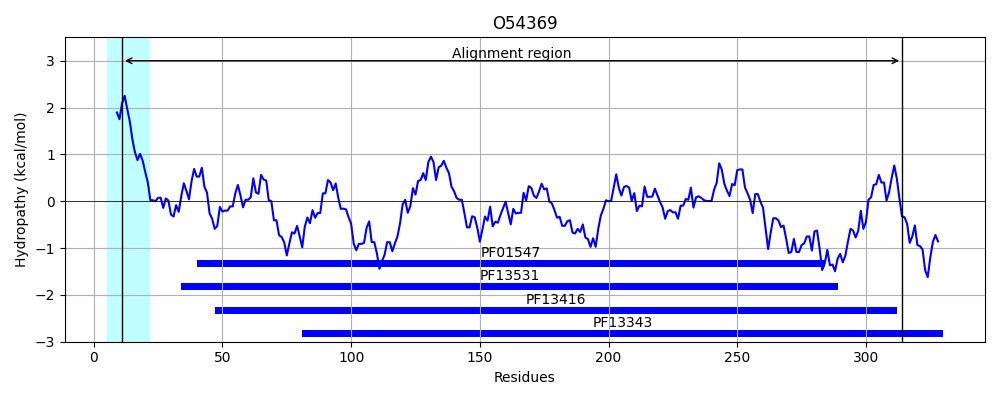 O54369
Alignment region
Hydropathy (kcal/mol)
3
2
1
0
−1
−2
−3
PF01547
PF13531
PF13416
PF13343
0 50 100 150 200 250 300
Residues